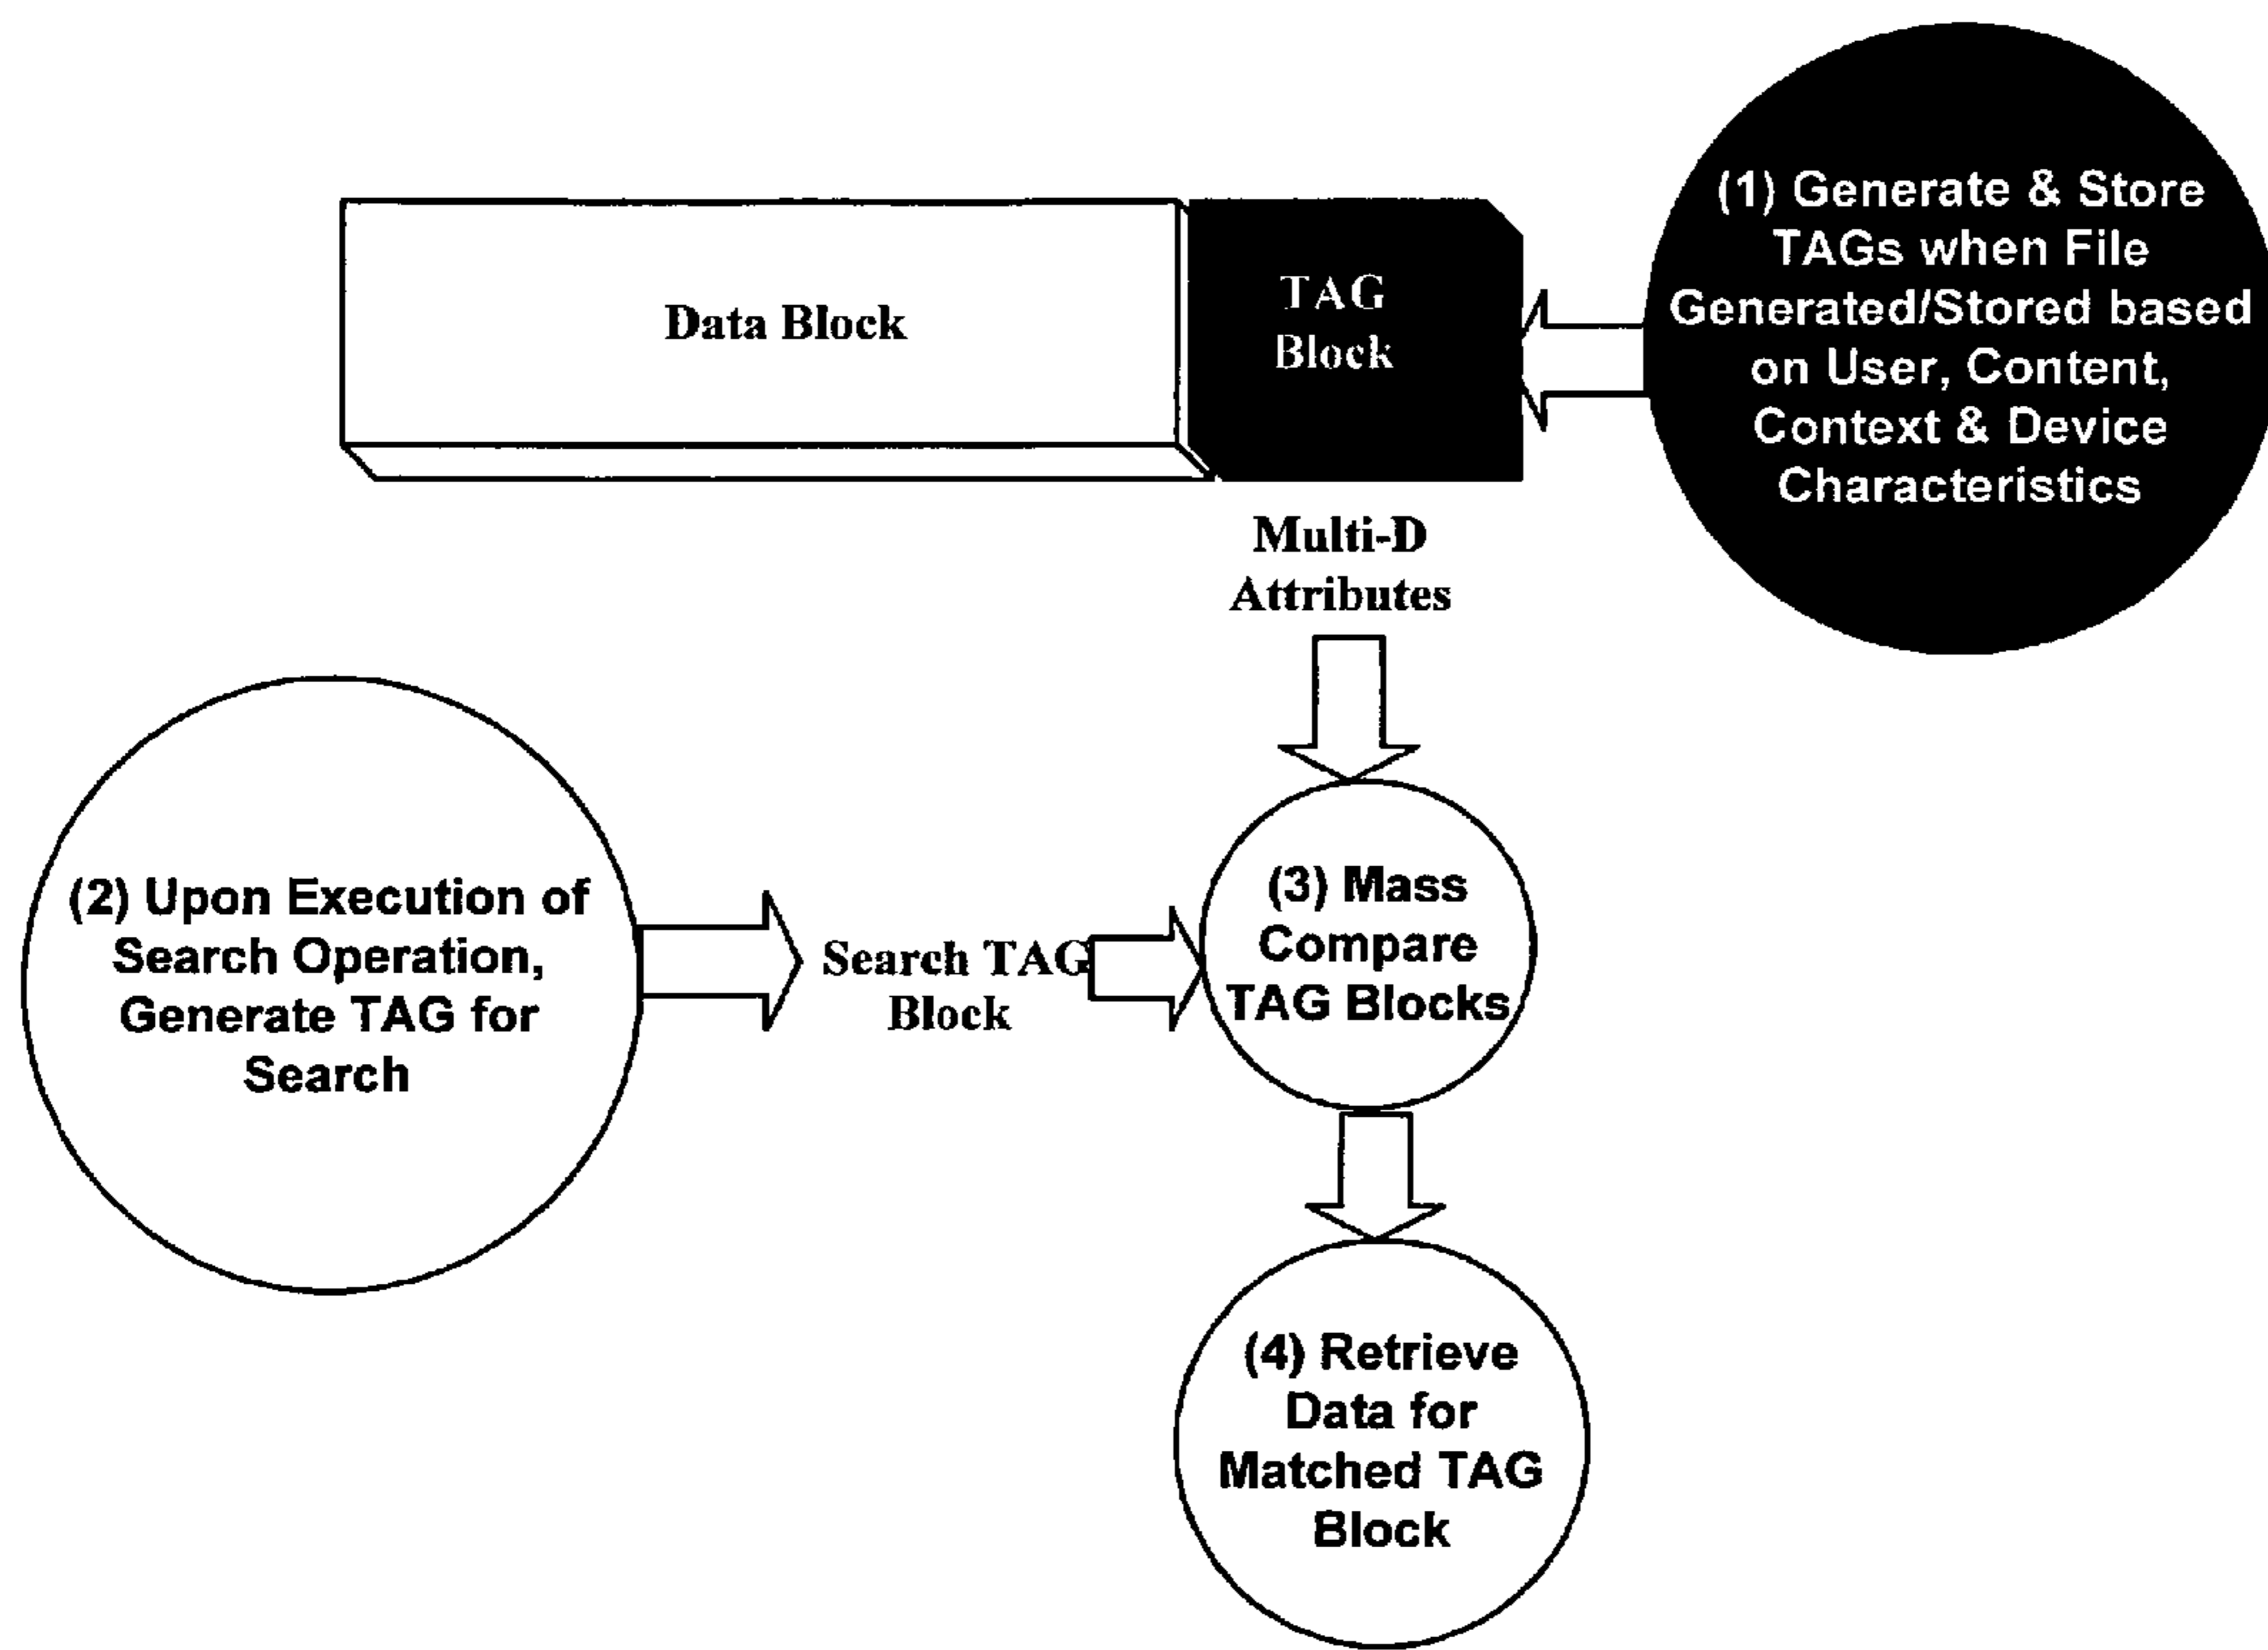 (1) Generate & Store
TAGs when File
Generated/Stored based
on User, Content,
Context & Device
Characteristics
Data Block
TAG
Block
Multi-D
Attributes
(2) Upon Execution of
Search Operation,
Generate TAG for
Search
Search TAG
Block
(3) Mass
Compare
TAG Blocks
(4) Retrieve
Data for
Matched TAG
Block